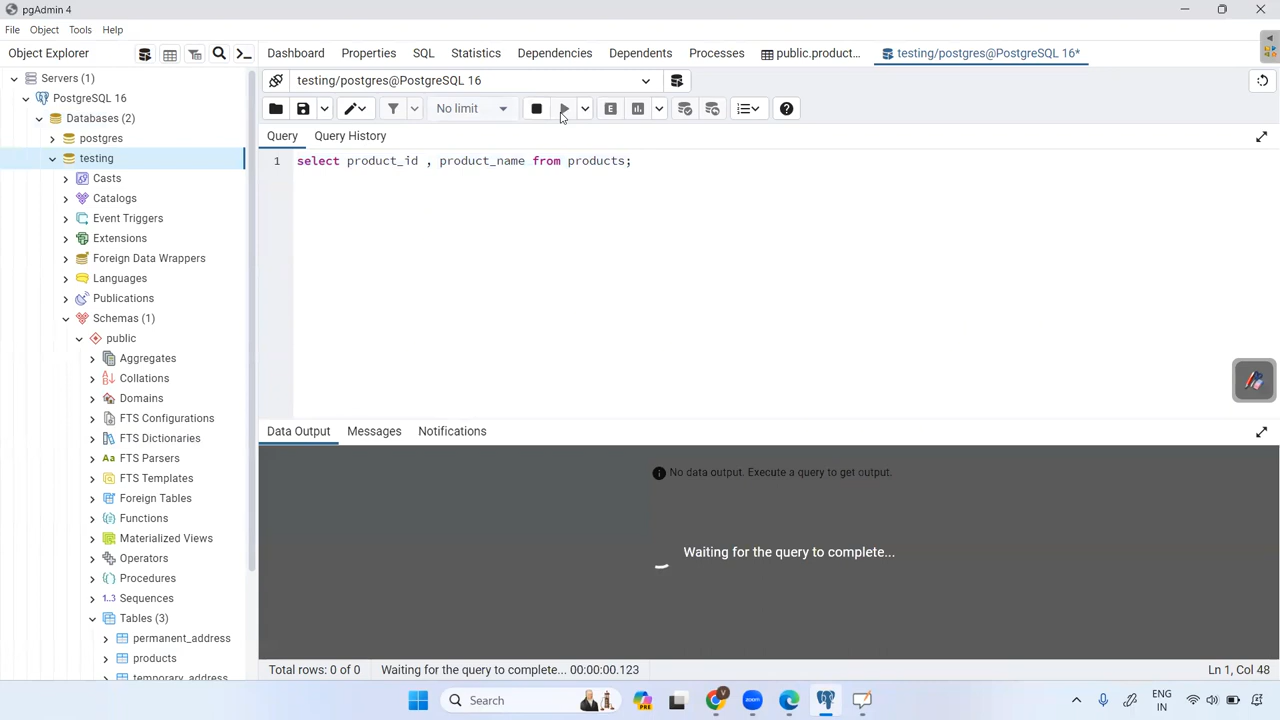 pgAdmin 4
File Object Tools Help
Object Explorer
Dashboard Properties SQL Statistics Dependencies Dependents Processes public.product... testing/postgres@PostgreSQL 16*
Servers (1)
testing/postgres@PostgreSQL 16
PostgreSQL 16
No limit E
Databases (2)
Query Query History
postgres
testing
1 select product_id , product_name from products;
Casts
Catalogs
Event Triggers
Extensions
Foreign Data Wrappers
Languages
Publications
Schemas (1)
public
Aggregates
Collations
Domains
FTS Configurations
Data Output Messages Notifications
FTS Dictionaries
Aa FTS Parsers
No data output. Execute a query to get output.
FTS Templates
Foreign Tables
Functions
Materialized Views
Waiting for the query to complete...
Operators
Procedures
1..3 Sequences
Tables (3)
permanent_address
products
Total rows: 0 of 0 Waiting for the query to complete... 00:00:00.123 Ln 1, Col 48
temporary_address
Search
ENG
IN